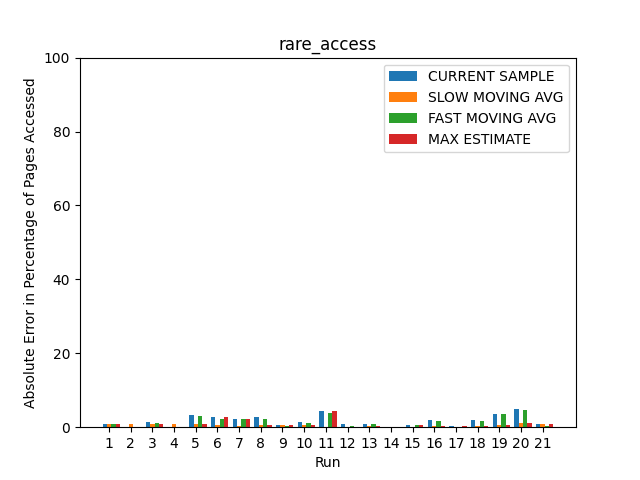 rare_access
100
80
60
40
20
0
Absolute Error in Percentage of Pages Accessed
CURRENT SAMPLE
SLOW MOVING AVG
FAST MOVING AVG
MAX ESTIMATE
1 2 3 4 5 6 7 8 9 10 11 12 13 14 15 16 17 18 19 20 21
Run